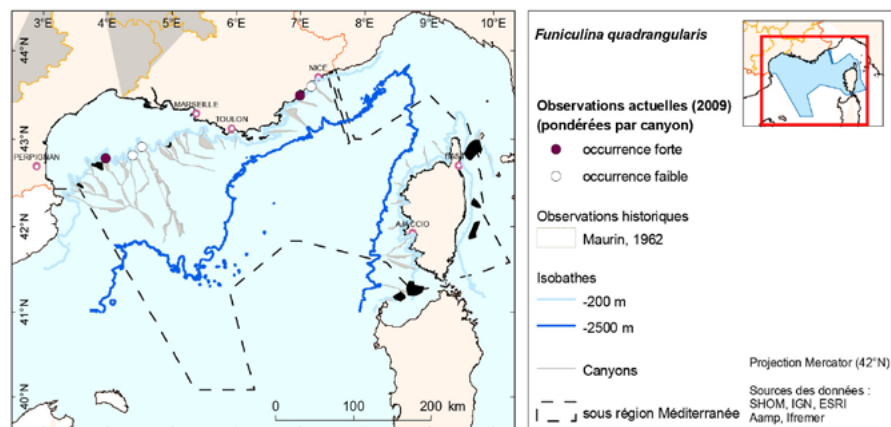 3°E
4°E
5°E
6°E
7°E
8°E
9°E
10°E
44°N
43°N
42°N
41°N
40°N
NICE
MARSEILLE
TOULON
PERPIGNAN
AJACCIO
0
100
200 km
Funiculina quadrangularis
Observations actuelles (2009)
(pondérées par canyon)
occurrence forte
occurrence faible
Observations historiques
Maurin, 1962
Isobathes
-200 m
-2500 m
Canyons
sous région Méditerranée
Projection Mercator (42°N)
Sources des données :
SHOM, IGN, ESRI
Aamp, Ifremer